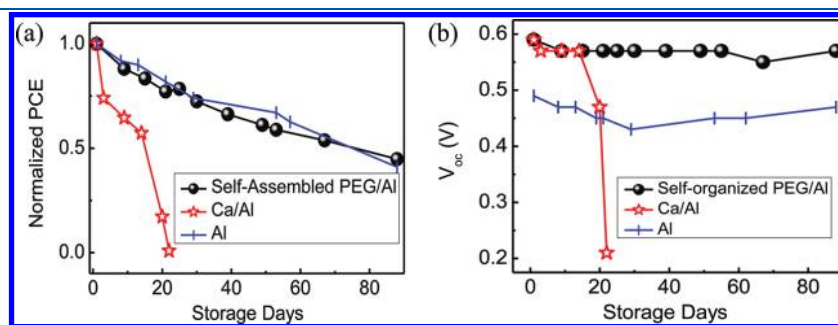 (a)
Normalized PCE
1.0
0.5
0.0
Self-Assembled PEG/Al
Ca/Al
Al
0 20 40 60 80
Storage Days
(b)
V_oc (V)
0.6
0.5
0.4
0.3
0.2
Self-organized PEG/Al
Ca/Al
Al
0 20 40 60 80
Storage Days